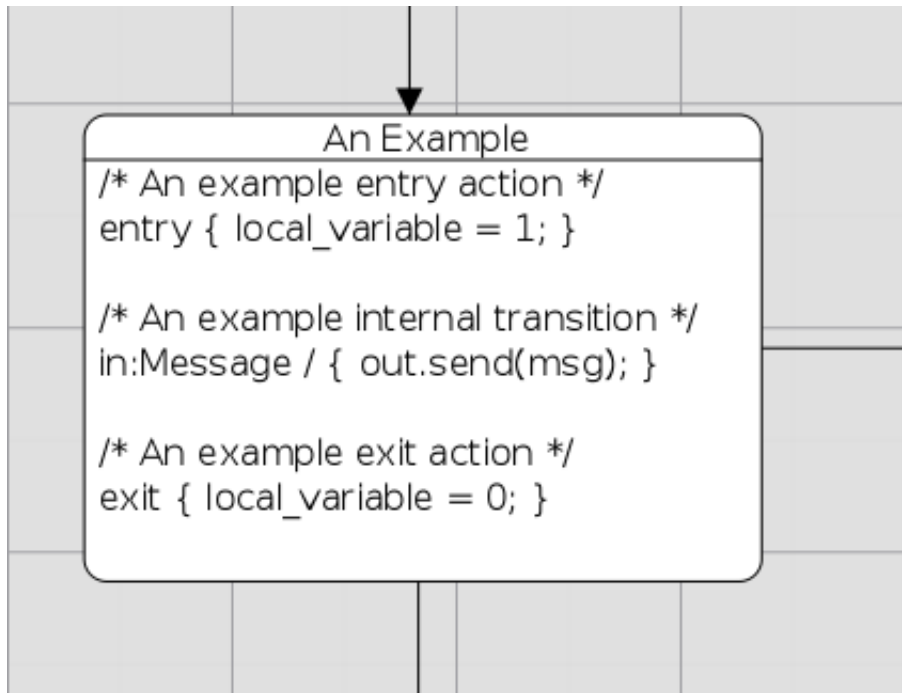 An Example
/* An example entry action */
entry { local_variable = 1; }
/* An example internal transition */
in:Message / { out.send(msg); }
/* An example exit action */
exit { local_variable = 0; }